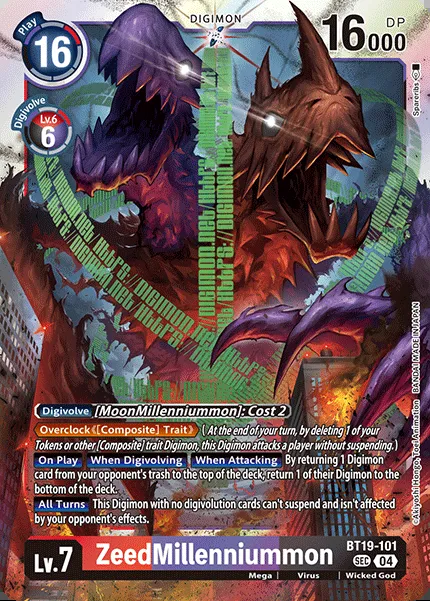 Play
16
DIGIMON
16000
DP
Digivolve
Lv.6
6
Spareribs
DIGIMON.NET/
Digivolve [MoonMillenniummon]: Cost 2
Overclock《[Composite] Trait》 (At the end of your turn, by deleting 1 of your
Tokens or other [Composite] trait Digimon, this Digimon attacks a player without suspending.)
On Play When Digivolving When Attacking By returning 1 Digimon
card from your opponent's trash to the top of the deck, return 1 of their Digimon to the
bottom of the deck.
All Turns This Digimon with no digivolution cards can't suspend and isn't affected
by your opponent's effects.
©Akiyoshi Hongo, Toei Animation BANDAI MADE IN JAPAN
Lv.7
ZeedMillenniummon
BT19-101
SEC 04
Mega
Virus
Wicked God